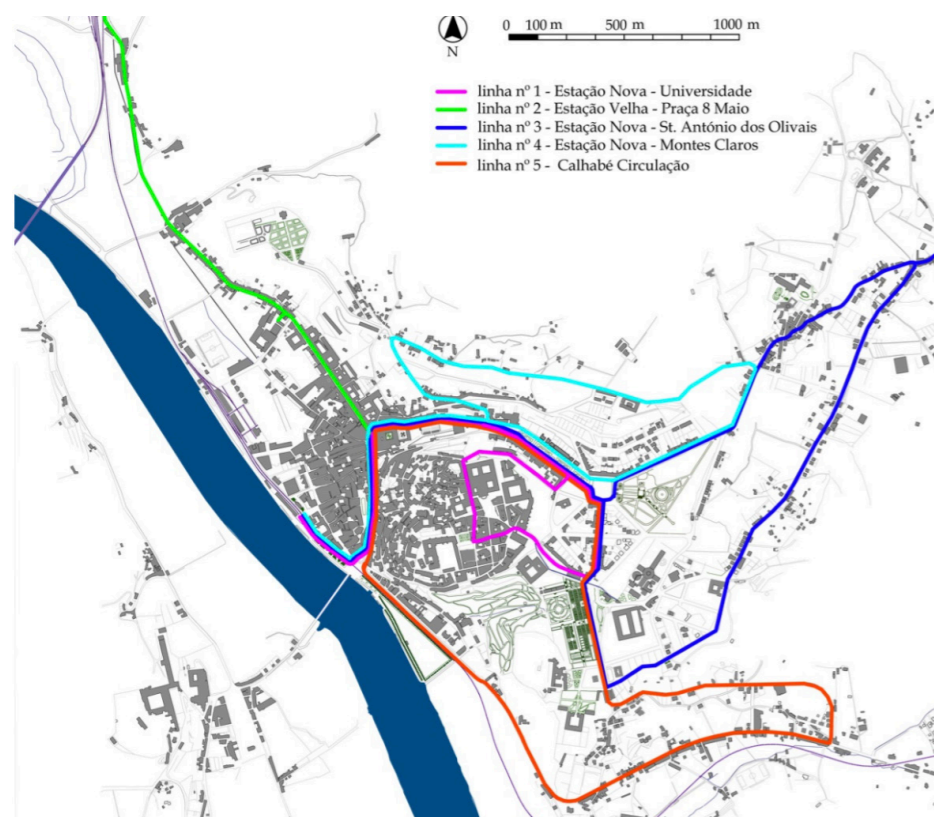 0 100 m 500 m 1000 m
N
linha nº 1 - Estação Nova - Universidade
linha nº 2 - Estação Velha - Praça 8 Maio
linha nº 3 - Estação Nova - St. António dos Olivais
linha nº 4 - Estação Nova - Montes Claros
linha nº 5 - Calhabé Circulação